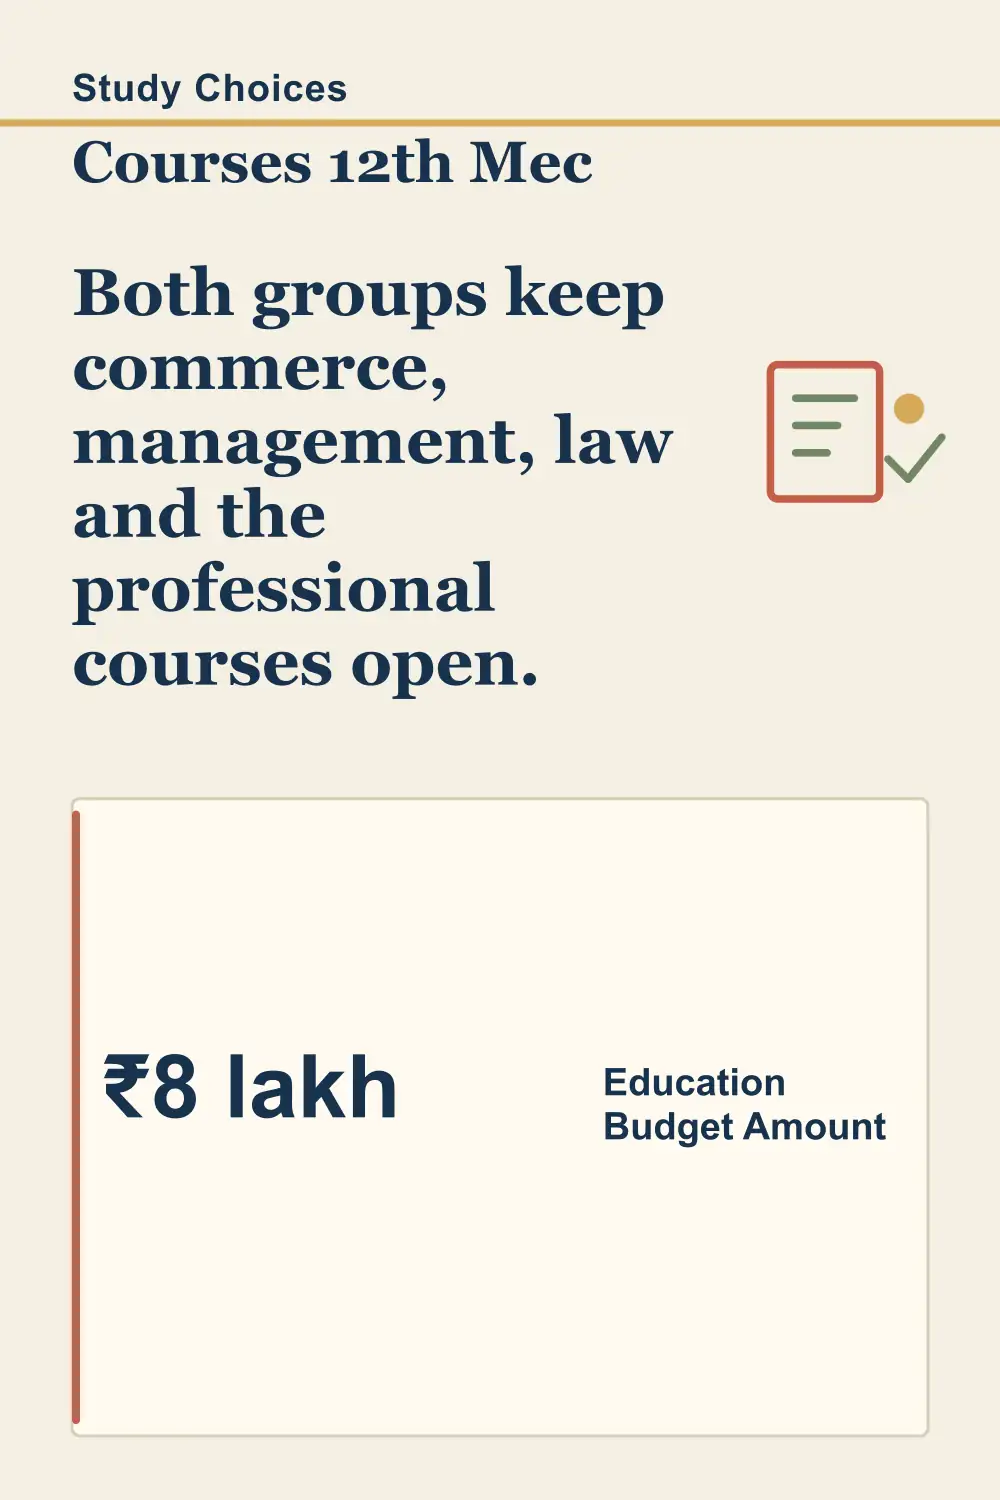 Study Choices
Courses 12th Mec
Both groups keep
commerce,
management, law
and the
professional
courses open.
₹8 lakh
Education
Budget Amount